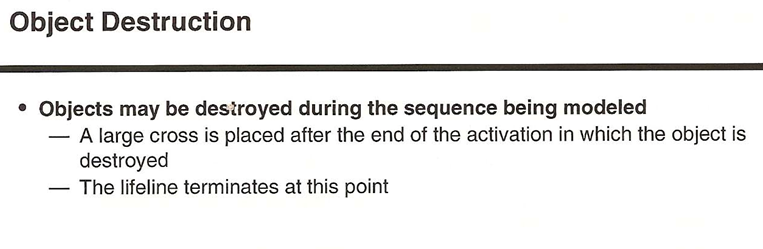 Object Destruction
• Objects may be destroyed during the sequence being modeled
— A large cross is placed after the end of the activation in which the object is
destroyed
— The lifeline terminates at this point